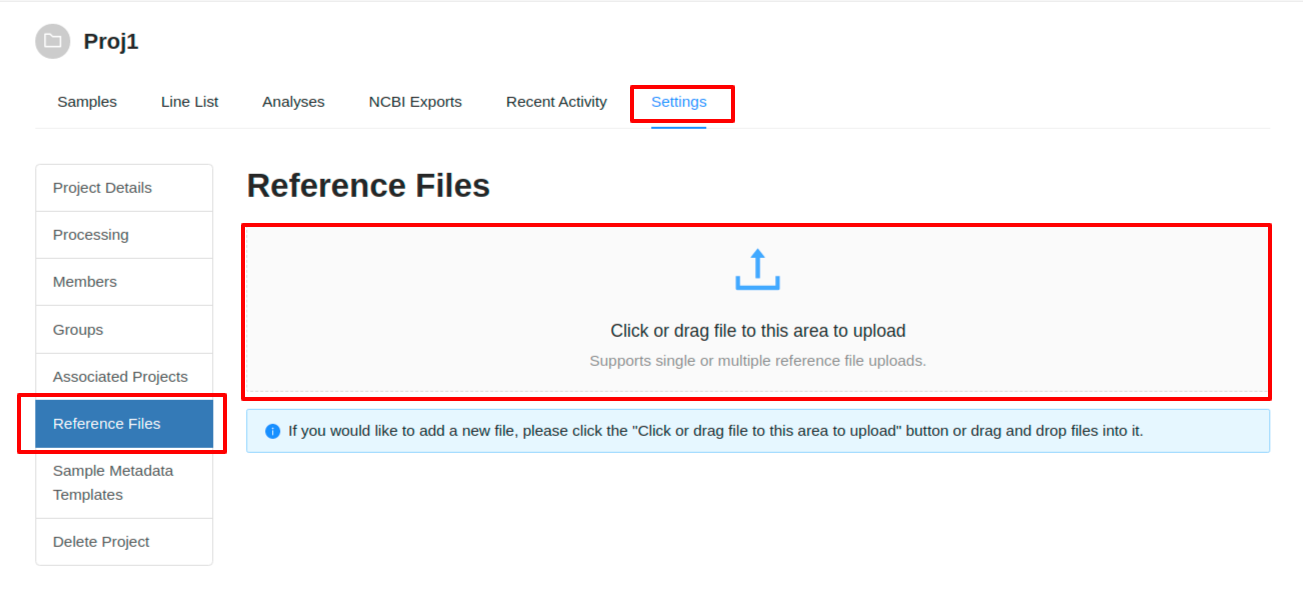 Proj1
Samples Line List Analyses NCBI Exports Recent Activity Settings
Project Details
Processing
Members
Groups
Associated Projects
Reference Files
Sample Metadata
Templates
Delete Project
Reference Files
Click or drag file to this area to upload
Supports single or multiple reference file uploads.
If you would like to add a new file, please click the "Click or drag file to this area to upload" button or drag and drop files into it.